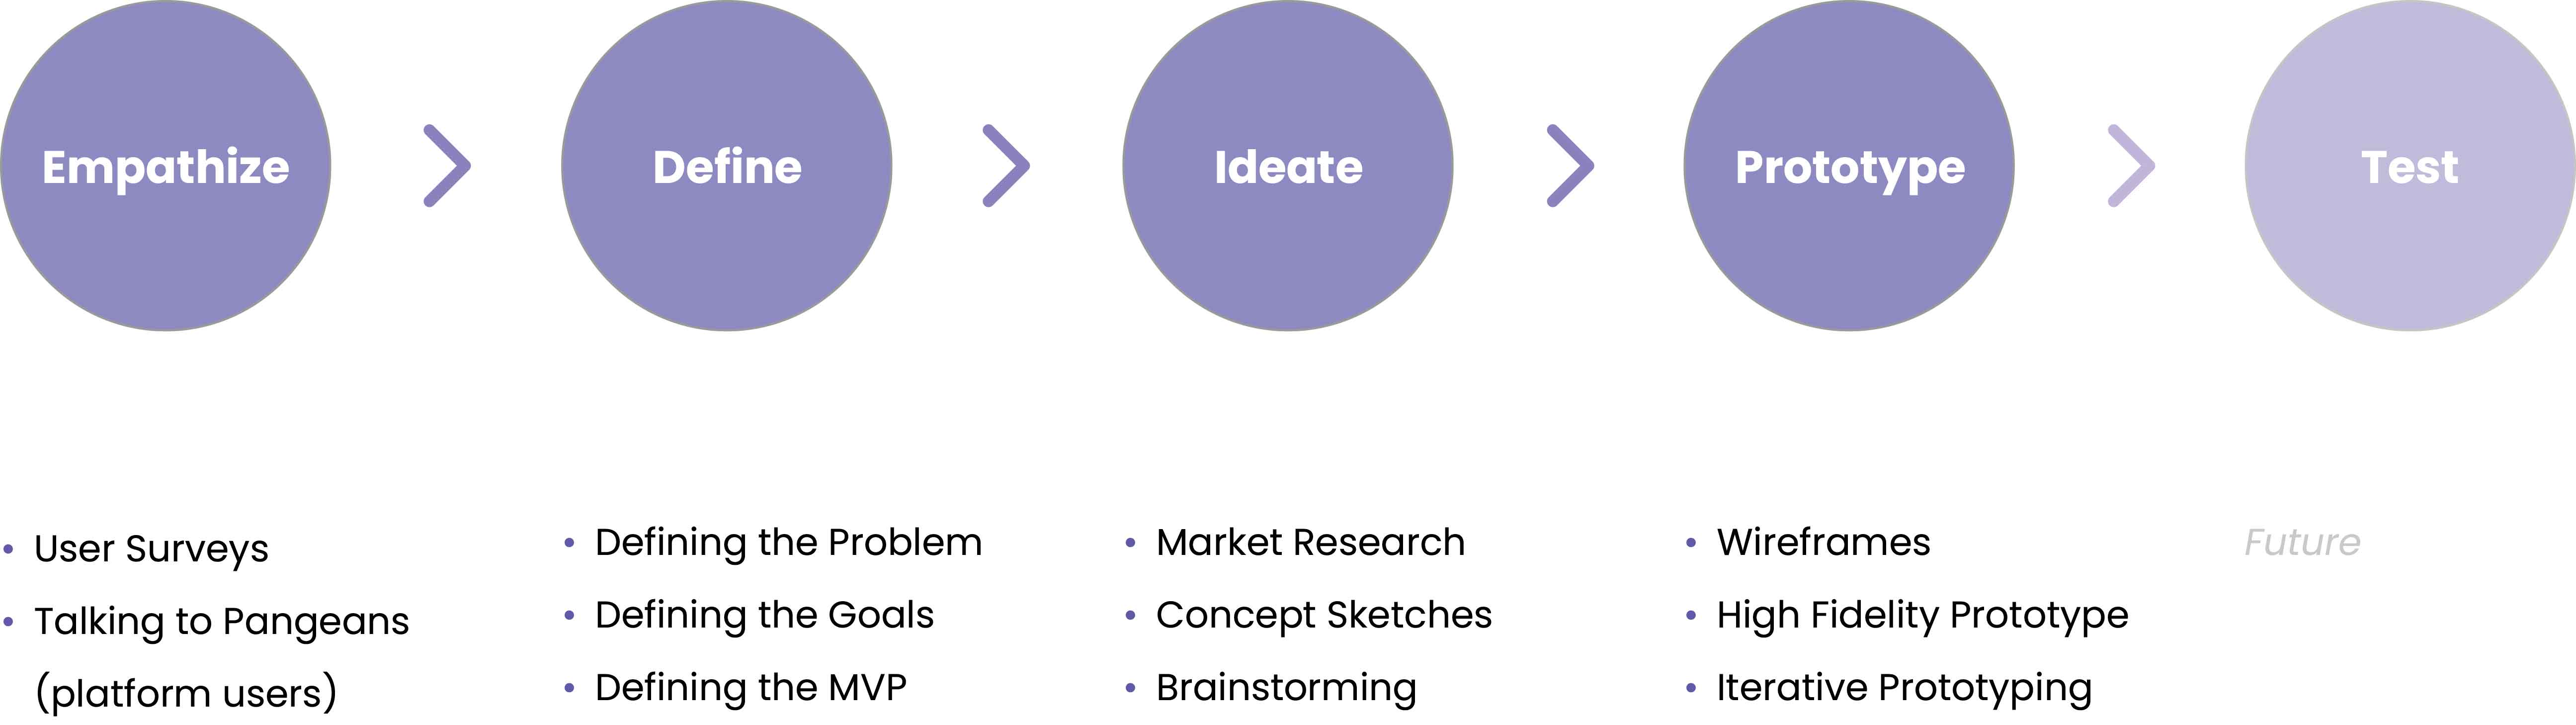 Empathize
Define
Ideate
Prototype
Test
• User Surveys
• Talking to Pangeans
(platform users)
• Defining the Problem
• Defining the Goals
• Defining the MVP
• Market Research
• Concept Sketches
• Brainstorming
• Wireframes
• High Fidelity Prototype
• Iterative Prototyping
Future